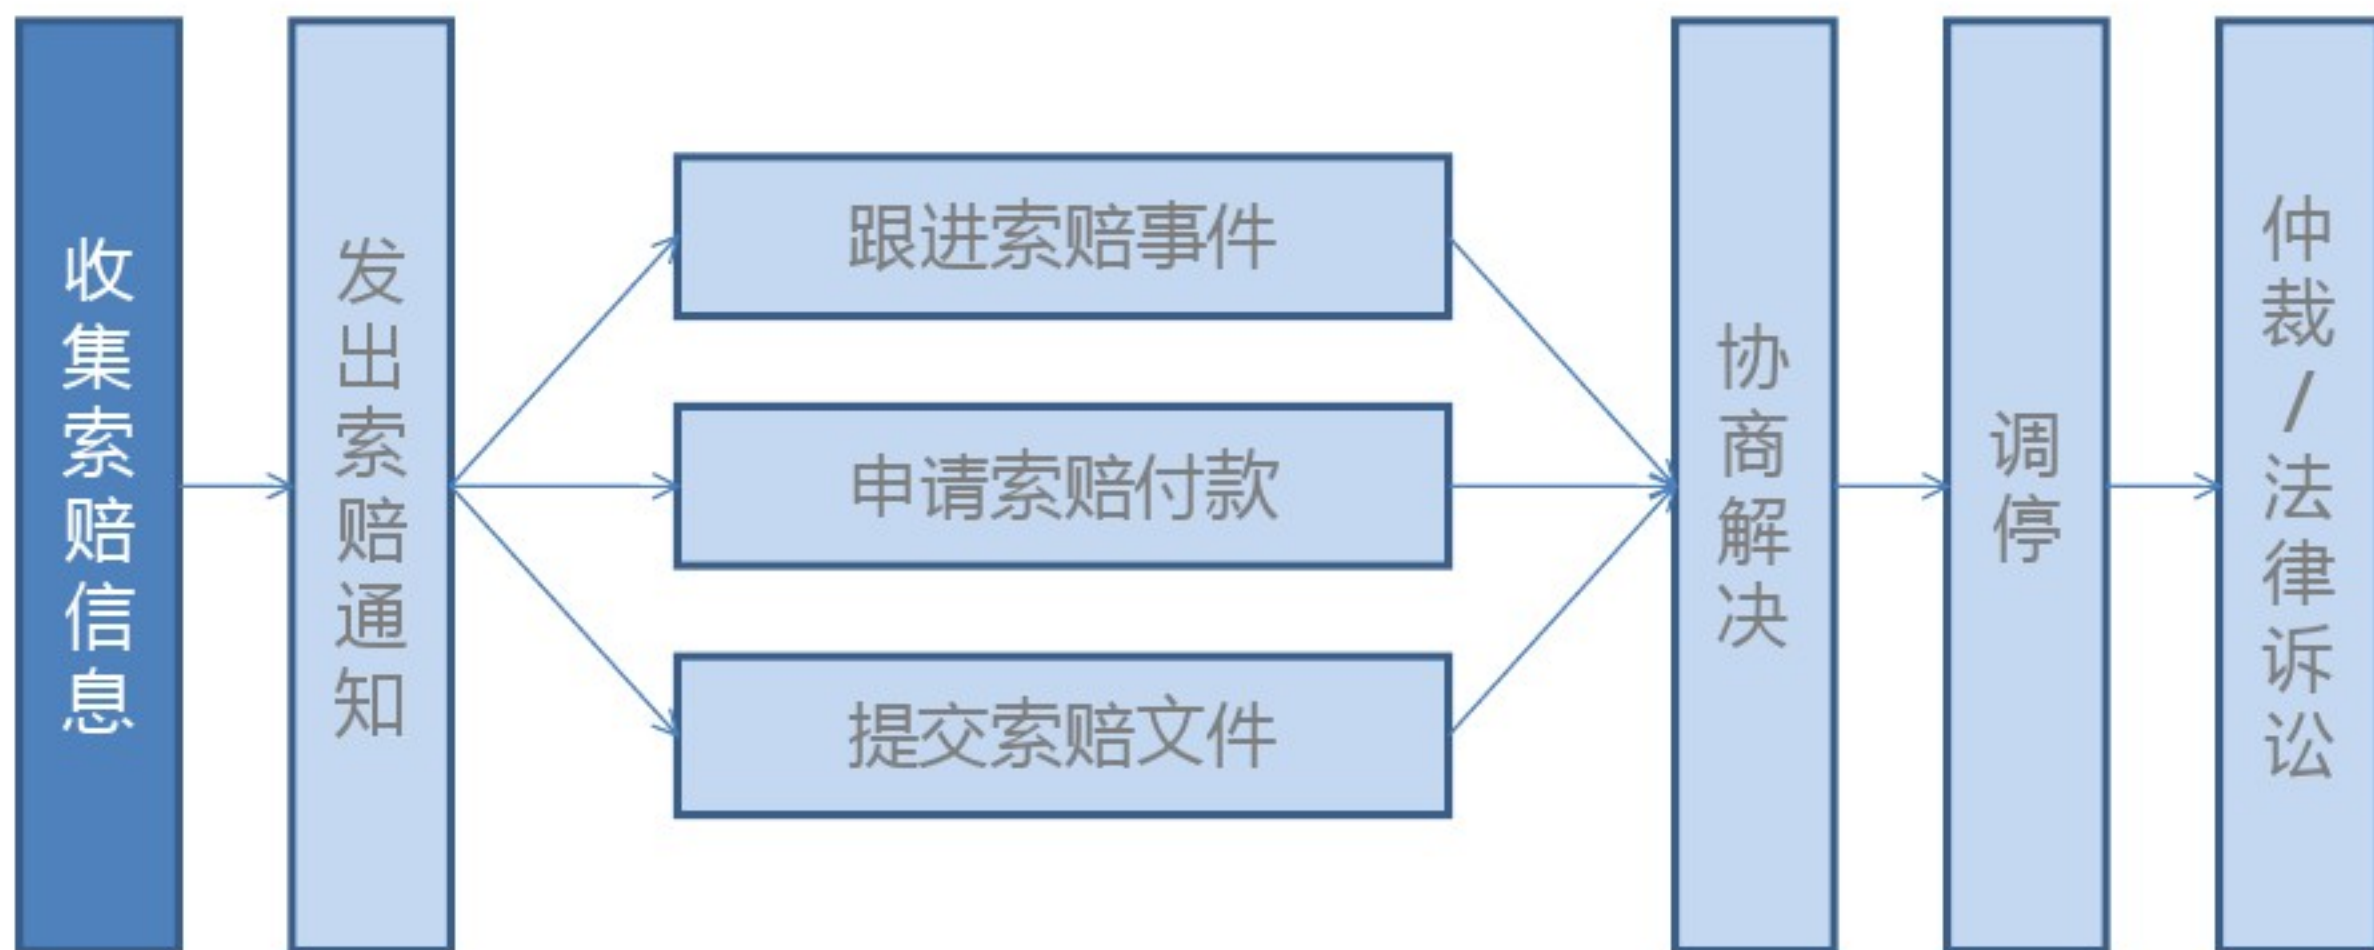 收集索赔信息
发出索赔通知
跟进索赔事件
申请索赔付款
提交索赔文件
协商解决
调停
仲裁/法律诉讼